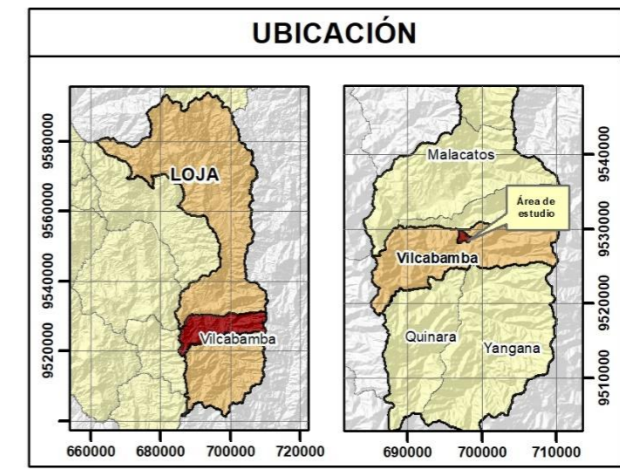 UBICACIÓN
9580000
9560000
9540000
9520000
LOJA
Vilcabamba
660000
680000
700000
720000
Malacatos
Área de
estudio
Vilcabamba
Quinara
Yangana
9540000
9530000
9520000
9510000
690000
700000
710000